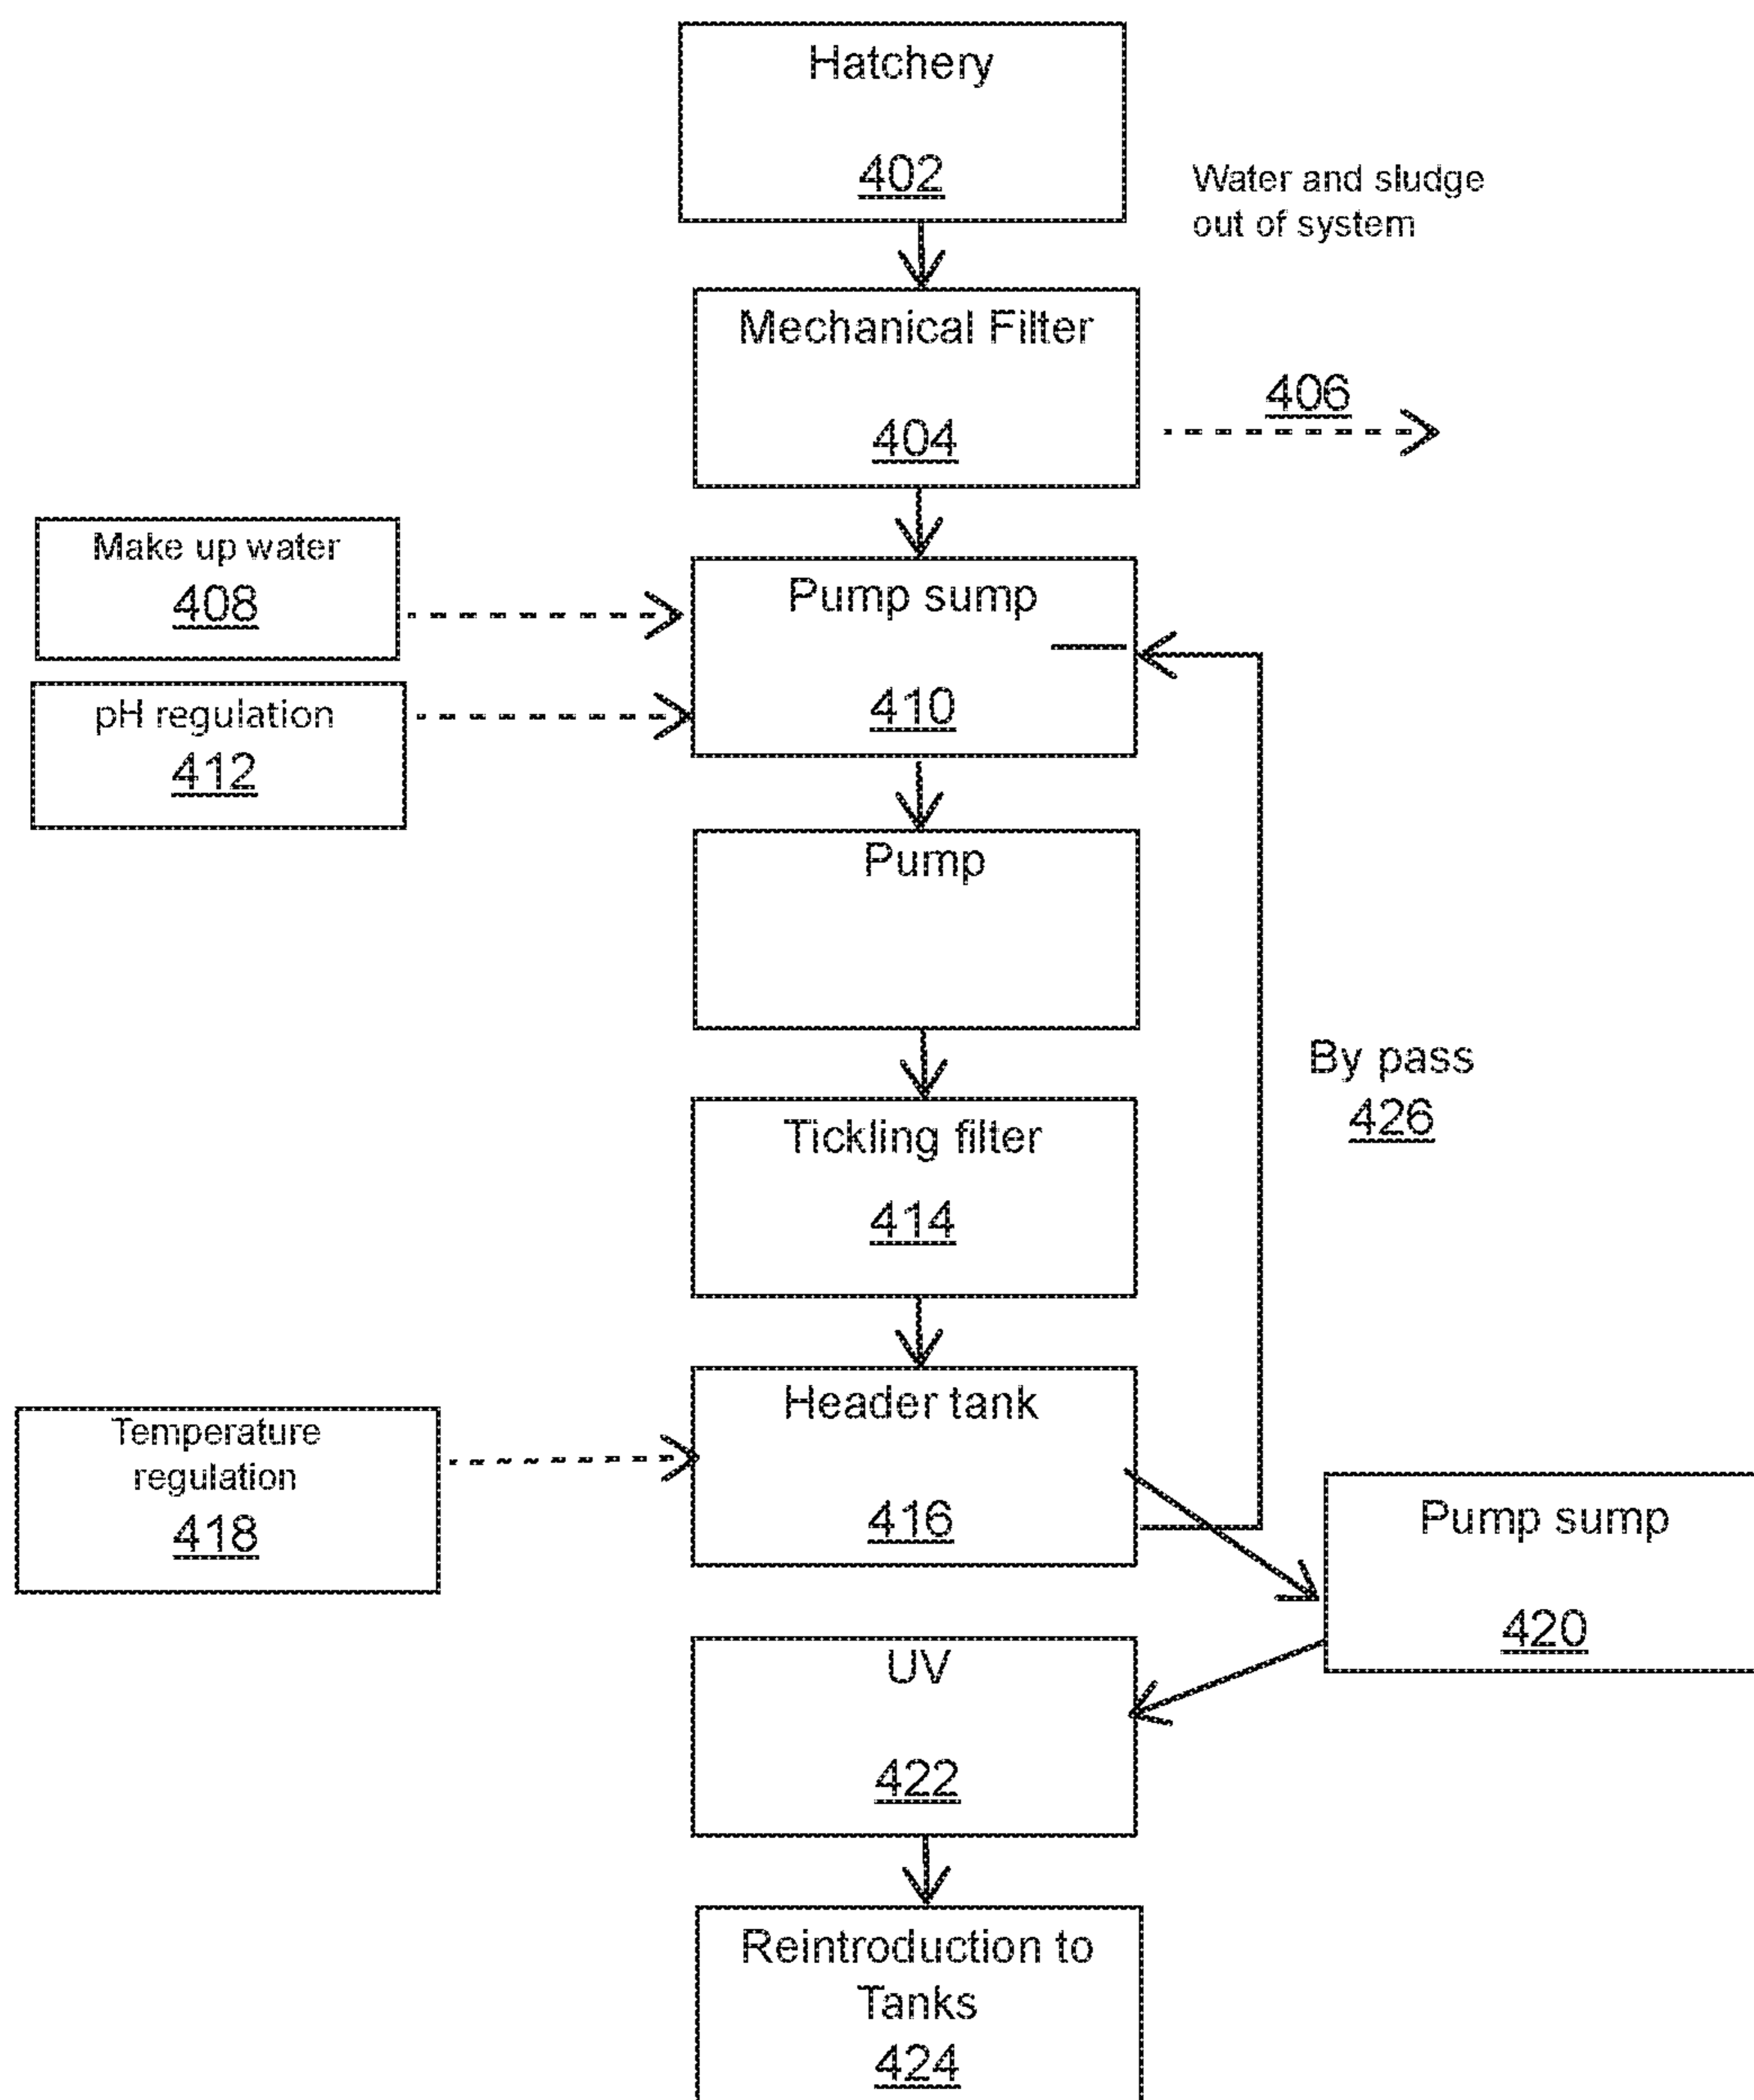 Hatchery
402
Water and sludge
out of system
Mechanical Filter
404
406
Make up water
408
Pump sump
410
pH regulation
412
Pump
By pass
426
Tickling filter
414
Header tank
416
Temperature
regulation
418
Pump sump
420
UV
422
Reintroduction to
Tanks
424